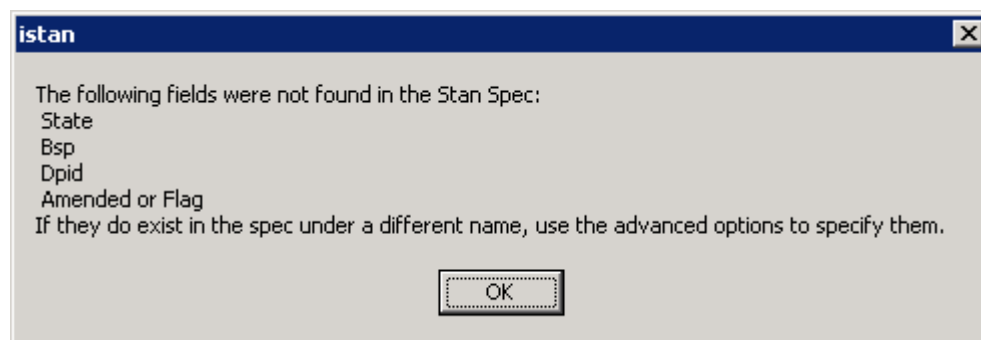 istan
The following fields were not found in the Stan Spec:
State
Bsp
Dpid
Amended or Flag
If they do exist in the spec under a different name, use the advanced options to specify them.
OK